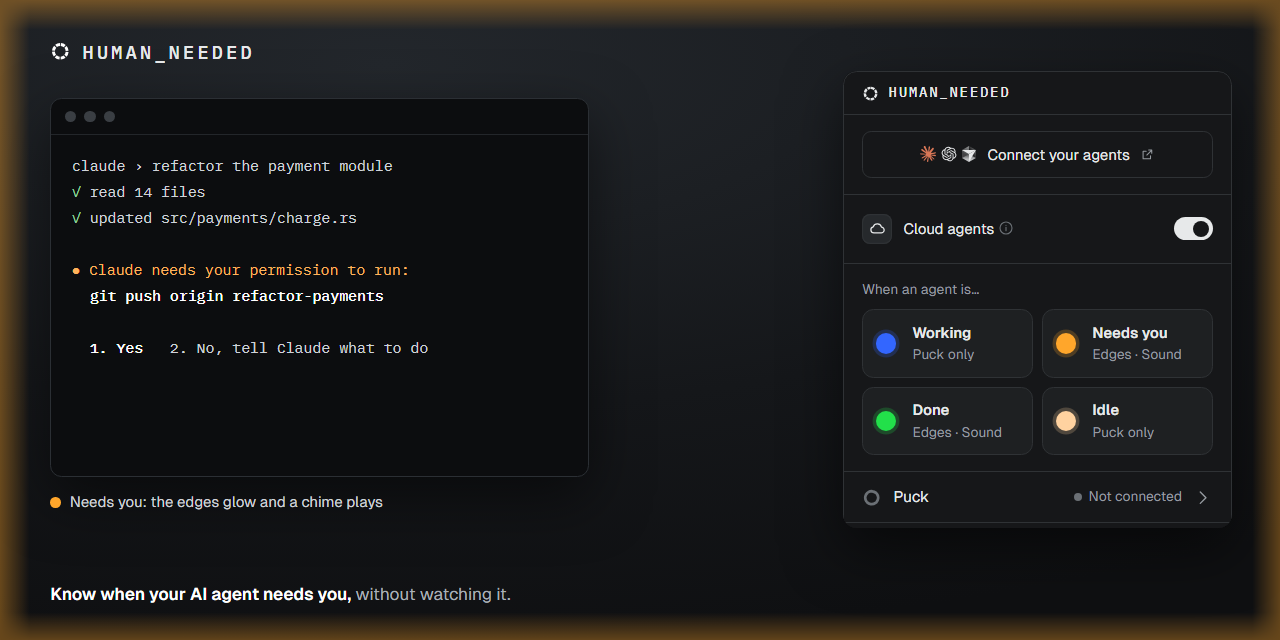 HUMAN_NEEDED
claude › refactor the payment module
√ read 14 files
√ updated src/payments/charge.rs
● Claude needs your permission to run:
git push origin refactor-payments
1. Yes   2. No, tell Claude what to do
Needs you: the edges glow and a chime plays
Know when your AI agent needs you, without watching it.
HUMAN_NEEDED
Connect your agents
Cloud agents
When an agent is…
Working
Puck only
Needs you
Edges · Sound
Done
Edges · Sound
Idle
Puck only
Puck
Not connected